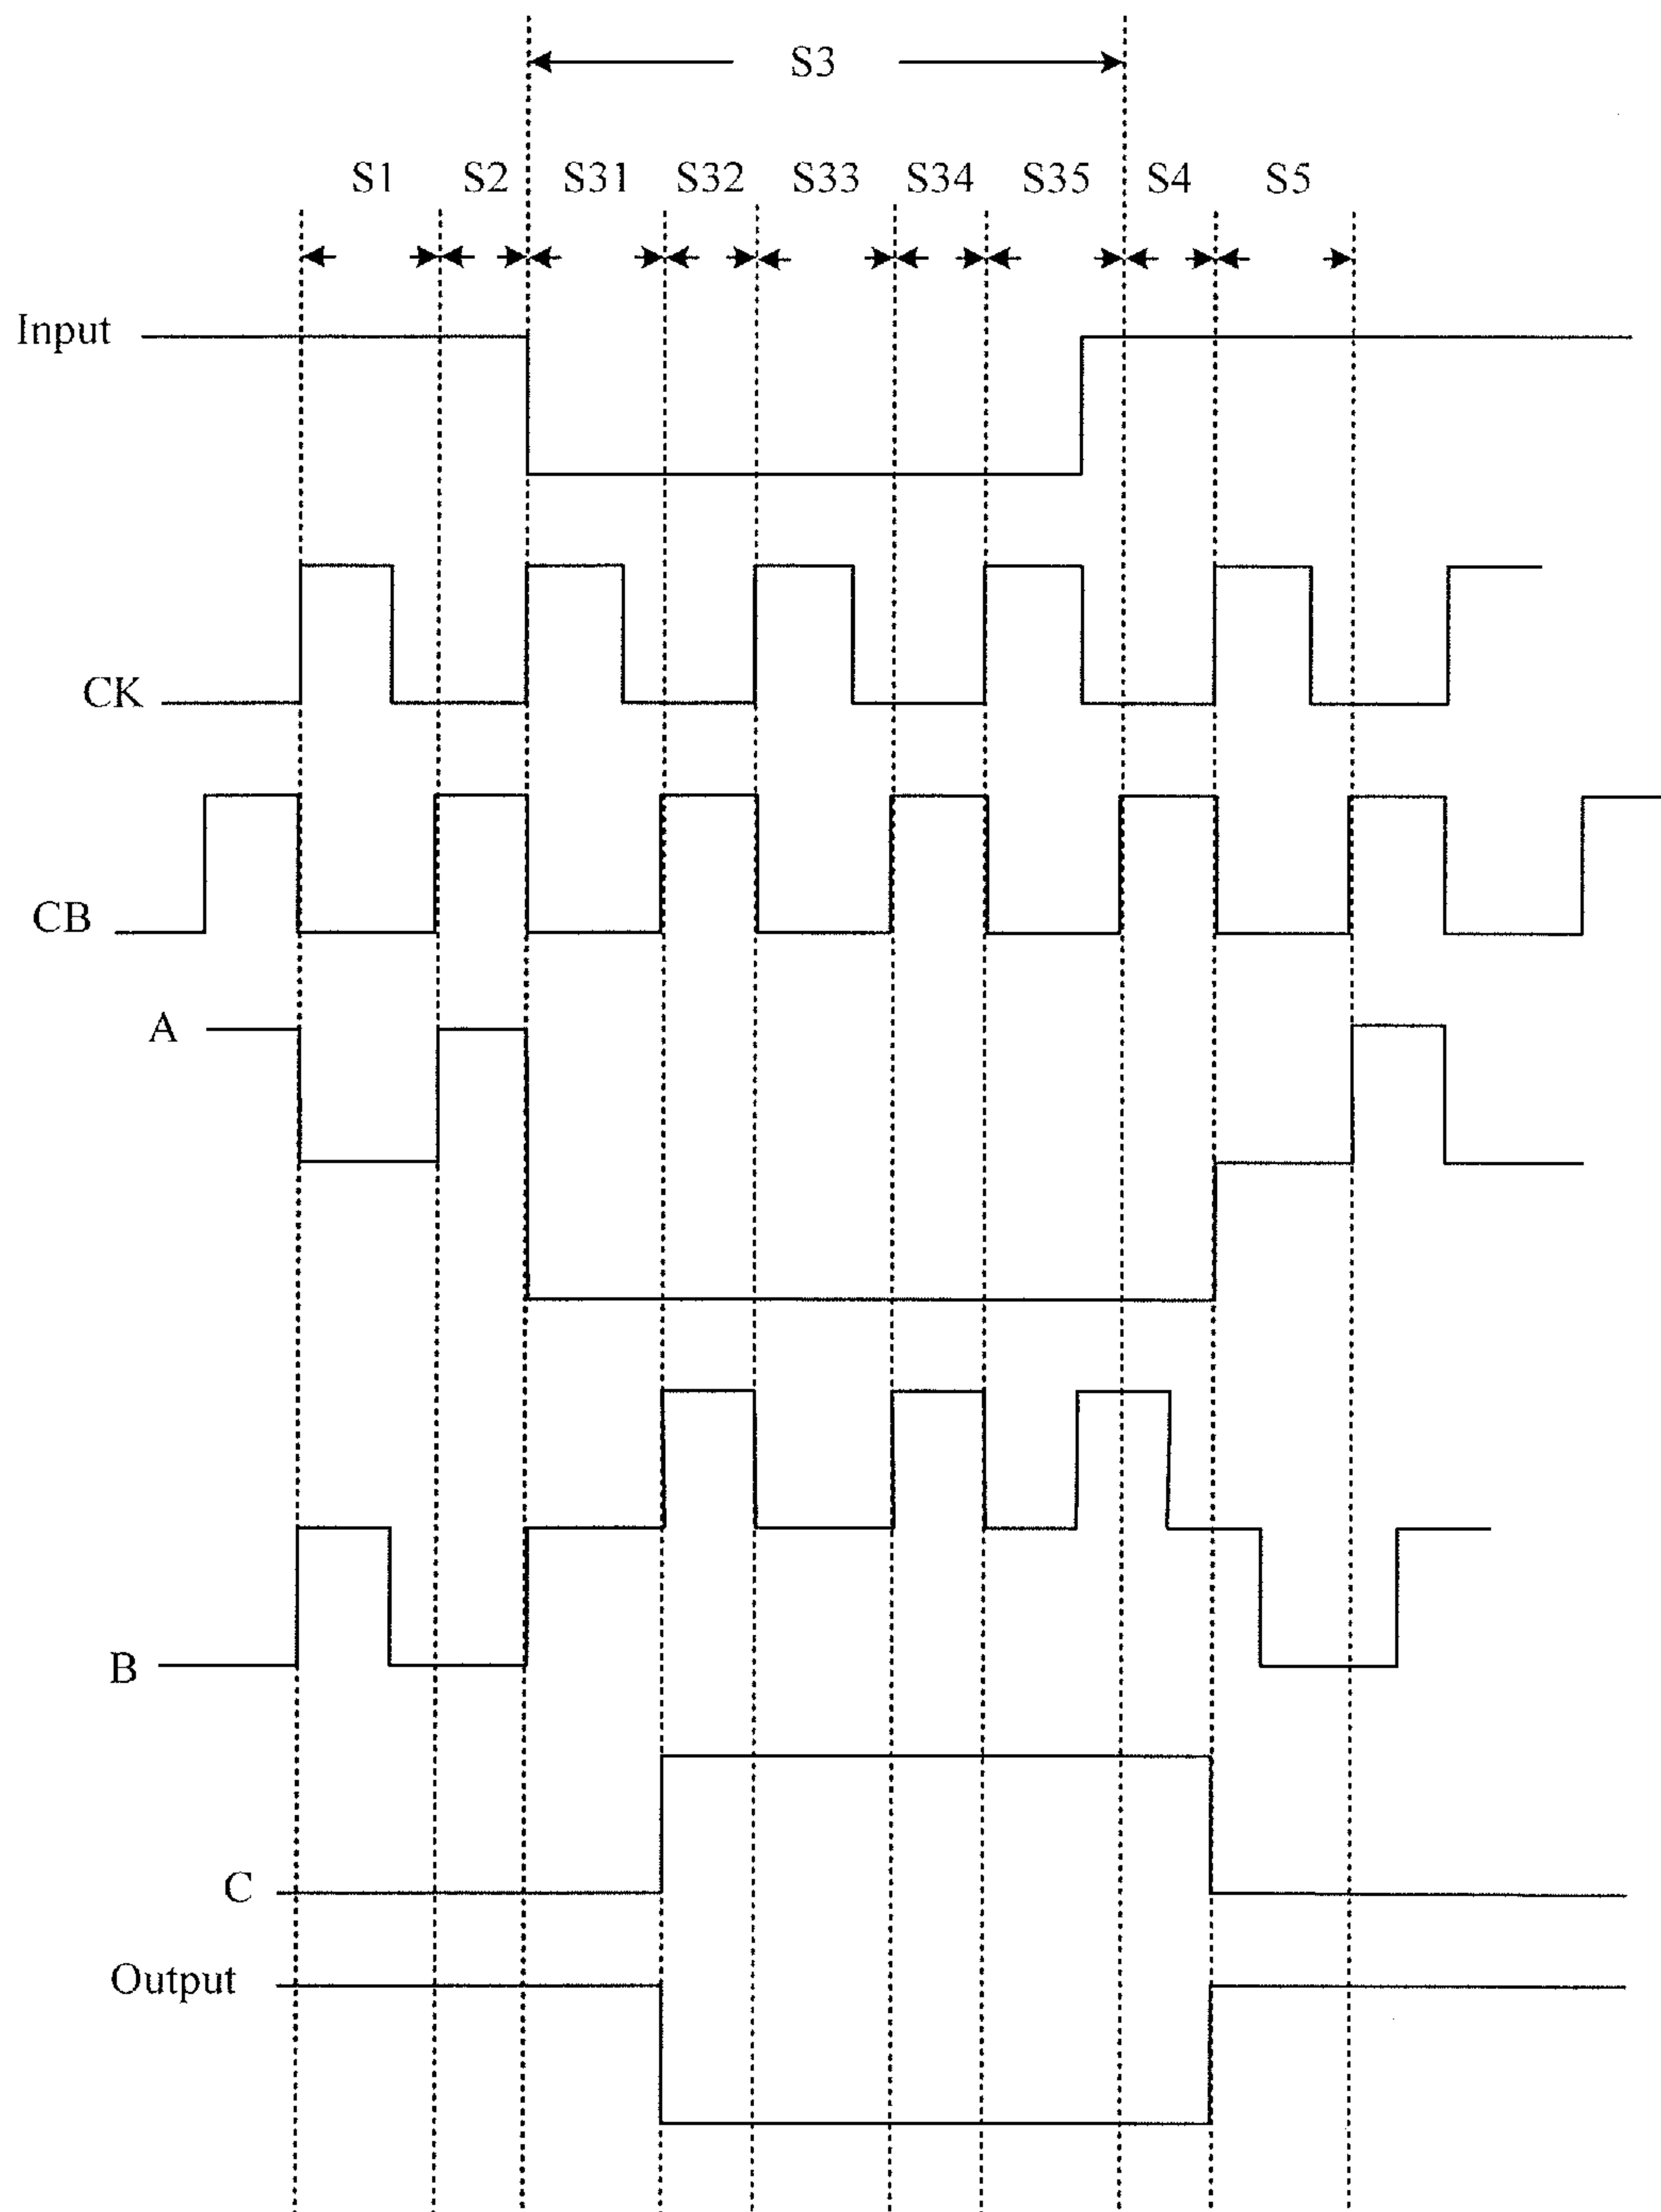 S3
S1 S2 S31 S32 S33 S34 S35 S4 S5
Input
CK
CB
A
B
C
Output